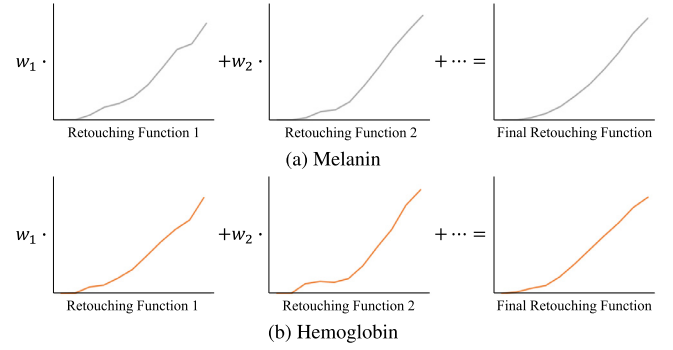 w₁ · +w₂ · + ⋯ =
Retouching Function 1 Retouching Function 2 Final Retouching Function
(a) Melanin
w₁ · +w₂ · + ⋯ =
Retouching Function 1 Retouching Function 2 Final Retouching Function
(b) Hemoglobin